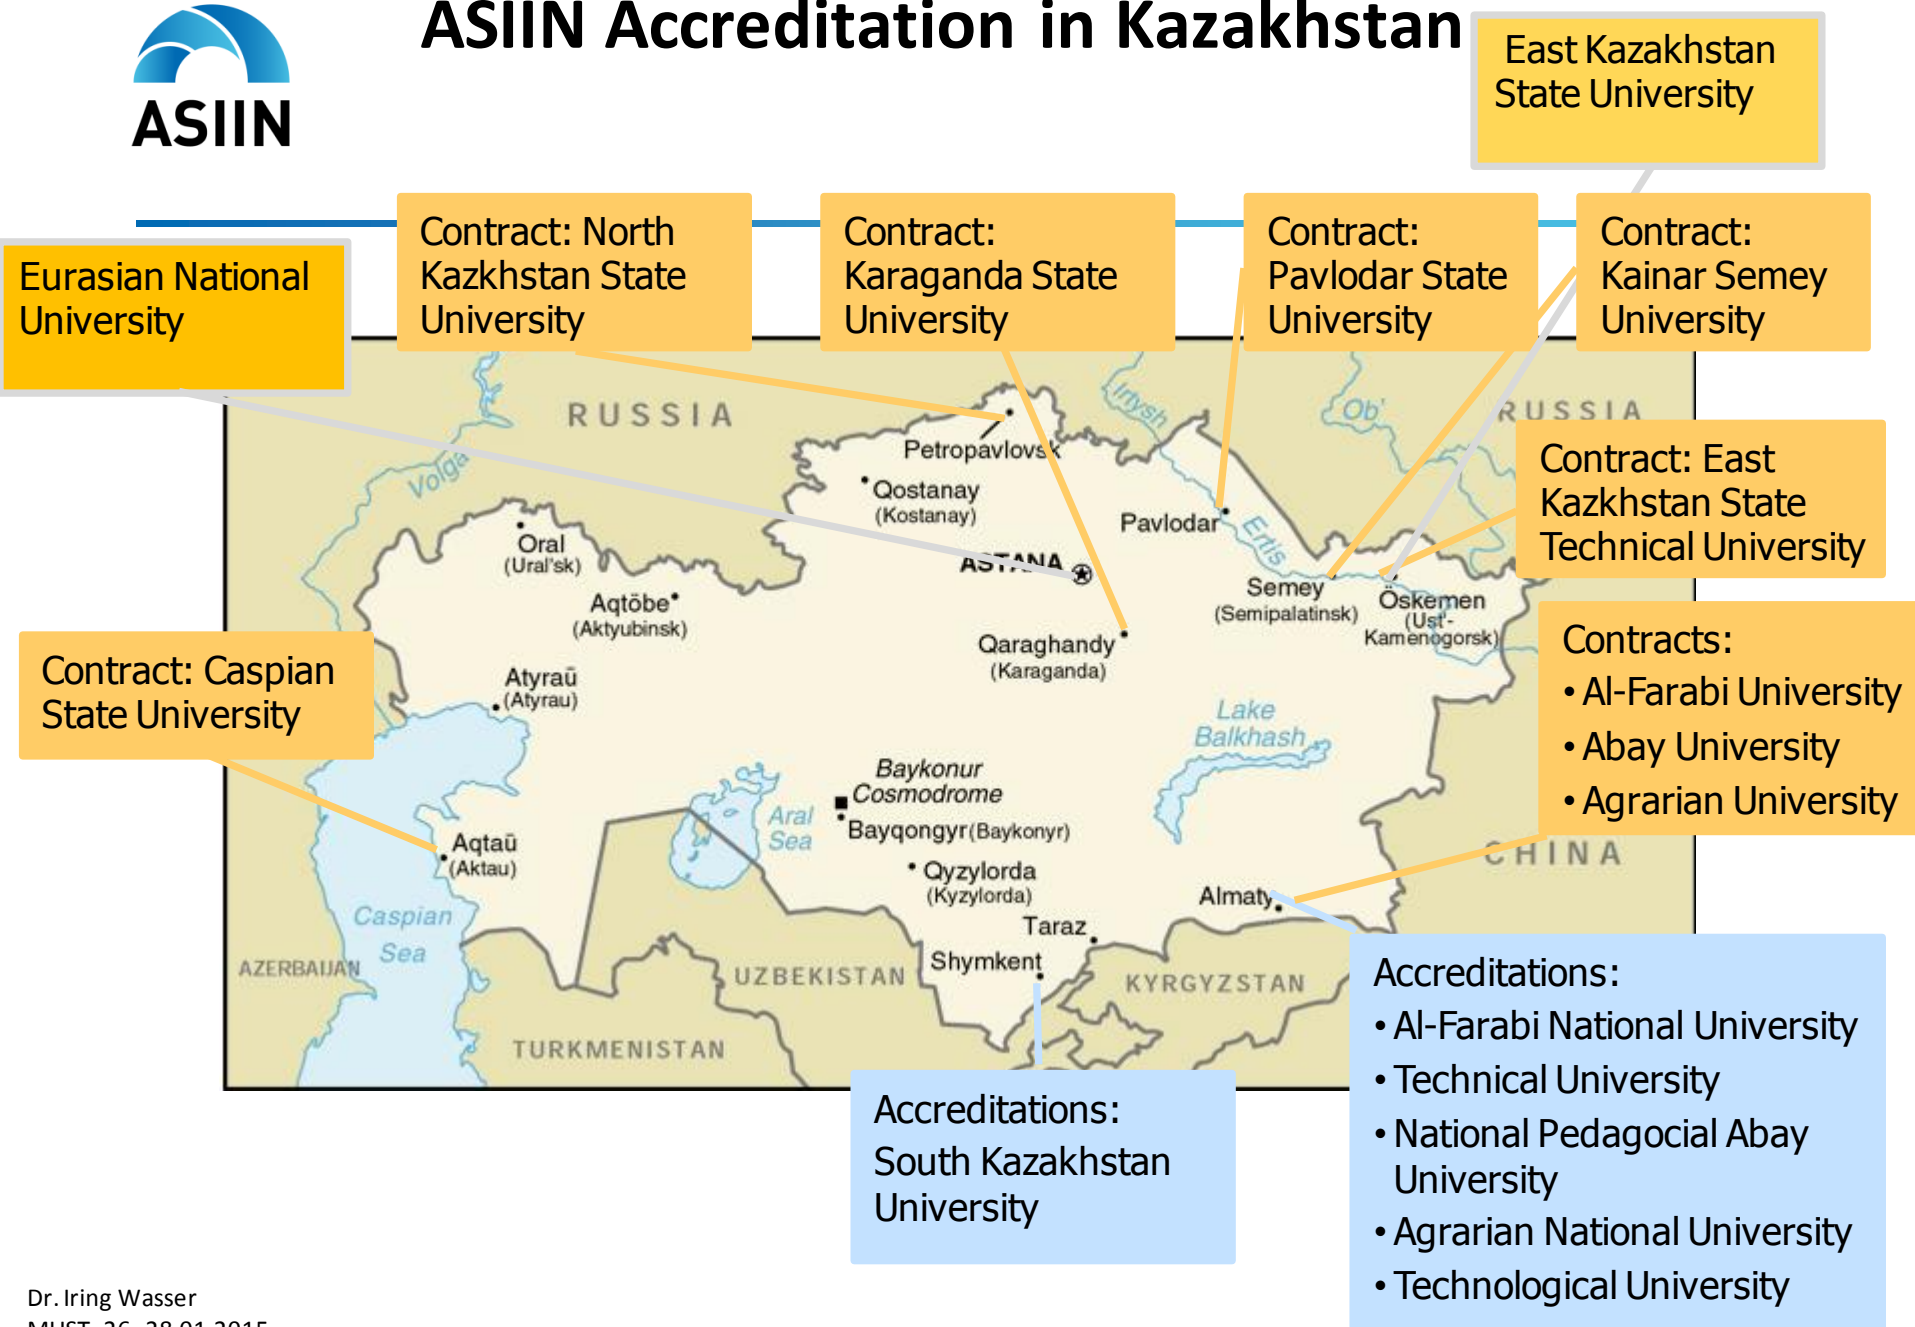 ASIIN Accreditation in Kazakhstan
ASIIN
East Kazakhstan
State University
Eurasian National
University
Contract: North
Kazkhstan State
University
Contract:
Karaganda State
University
Contract:
Pavlodar State
University
Contract:
Kainar Semey
University
Contract: East
Kazkhstan State
Technical University
Contract: Caspian
State University
Contracts:
• Al-Farabi University
• Abay University
• Agrarian University
RUSSIA
RUSSIA
Volga
Irtysh
Ob'
Petropavlovsk
Qostanay
(Kostanay)
Oral
(Ural'sk)
Aqtöbe
(Aktyubinsk)
ASTANA
Pavlodar
Ertis
Semey
(Semipalatinsk)
Öskemen
(Ust'-
Kamenogorsk)
Qaraghandy
(Karaganda)
Atyraū
(Atyrau)
Lake
Balkhash
Baykonur
Cosmodrome
Bayqongyr (Baykonyr)
Aral
Sea
Aqtaū
(Aktau)
Qyzylorda
(Kyzylorda)
Almaty
Taraz
Shymkent
Caspian
Sea
CHINA
AZERBAIJAN
UZBEKISTAN
KYRGYZSTAN
TURKMENISTAN
Accreditations:
South Kazakhstan
University
Accreditations:
• Al-Farabi National University
• Technical University
• National Pedagocial Abay
University
• Agrarian National University
• Technological University
Dr. Iring Wasser
MUST, 26.-28.01.2015